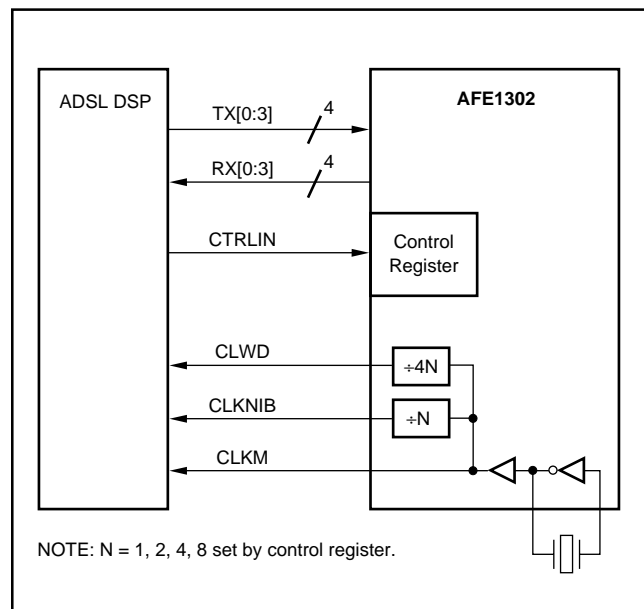 ADSL DSP
AFE1302
TX[0:3]
4
RX[0:3]
4
CTRLIN
Control
Register
CLWD
÷4N
CLKNIB
÷N
CLKM
NOTE: N = 1, 2, 4, 8 set by control register.